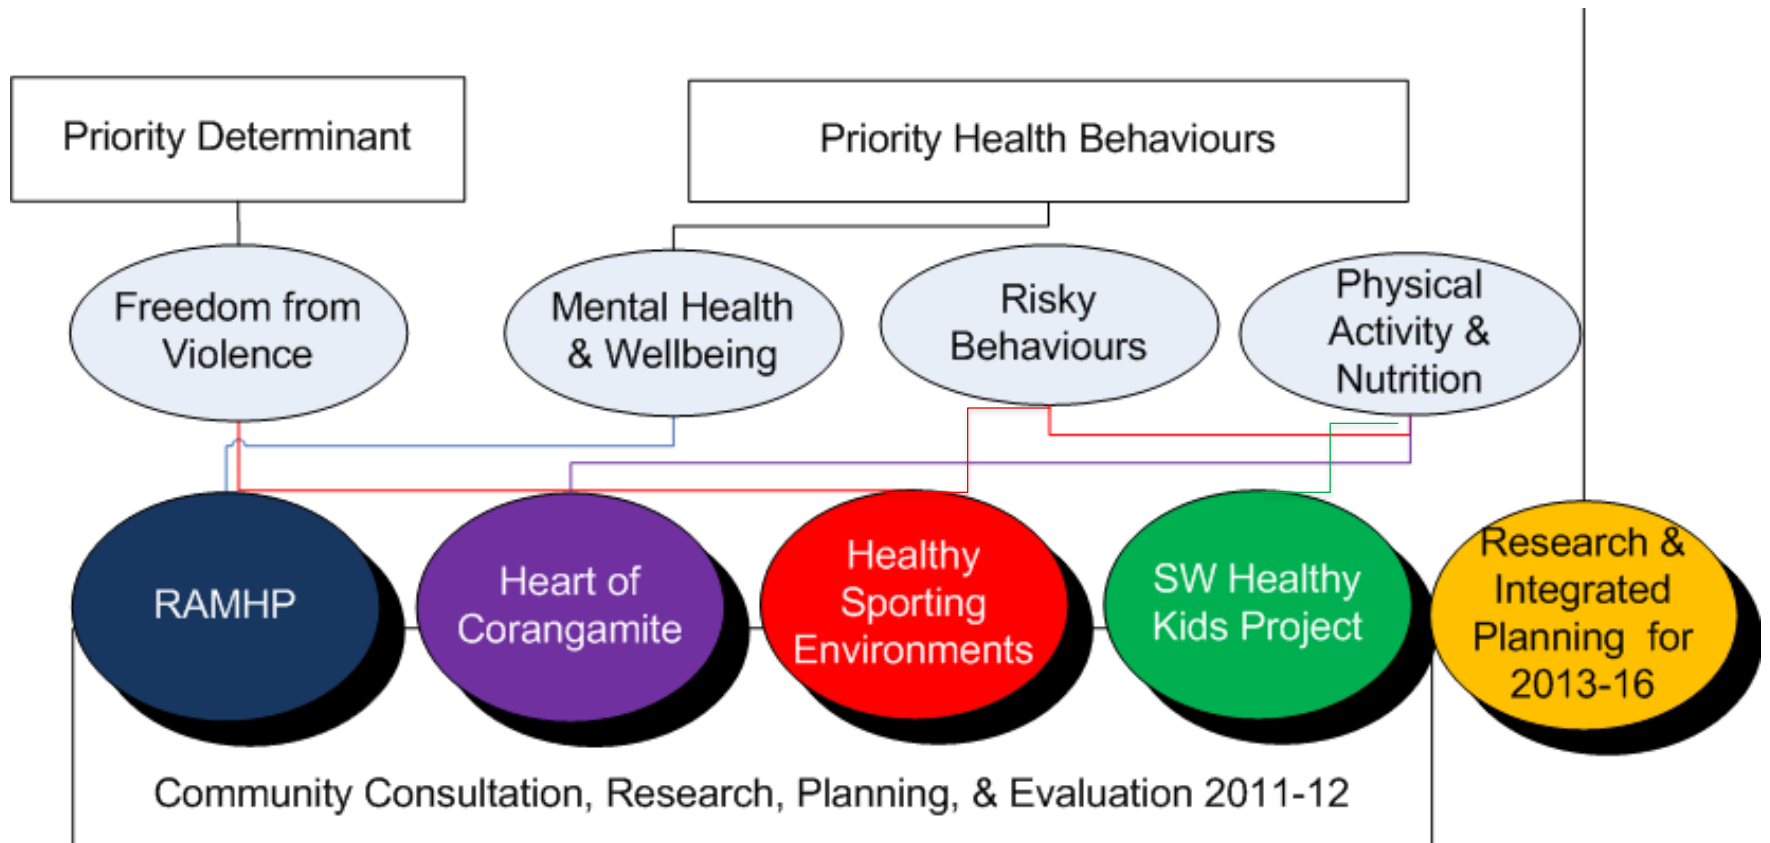 Priority Determinant
Priority Health Behaviours
Freedom from
Violence
Mental Health
& Wellbeing
Risky
Behaviours
Physical
Activity &
Nutrition
RAMHP
Heart of
Corangamite
Healthy
Sporting
Environments
SW Healthy
Kids Project
Research &
Integrated
Planning for
2013-16
Community Consultation, Research, Planning, & Evaluation 2011-12